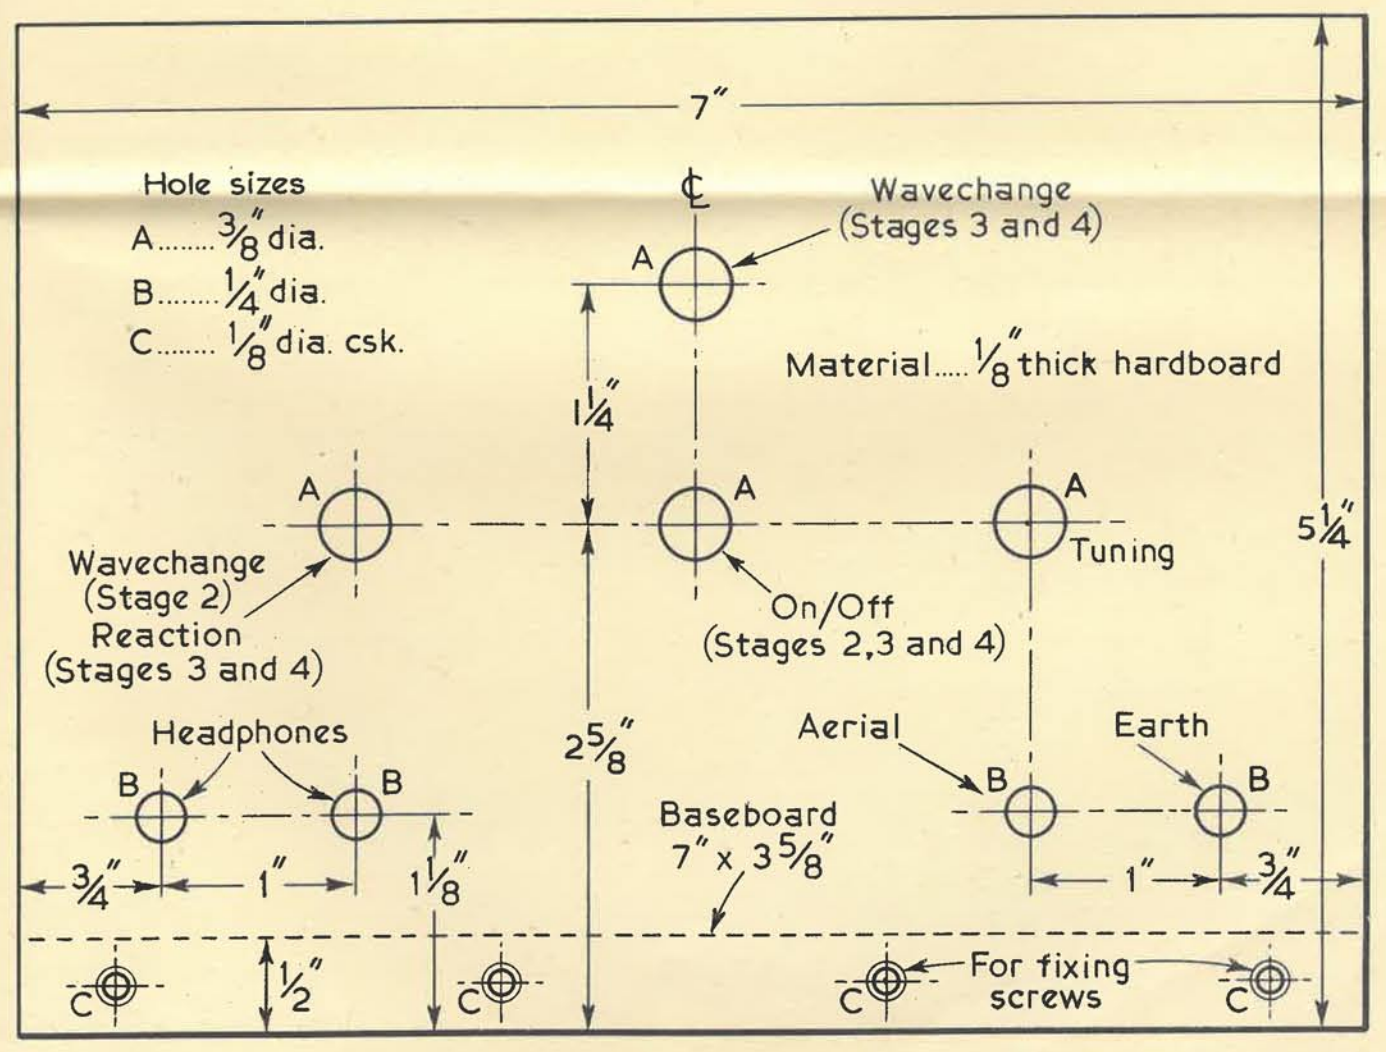 7"
Hole sizes
A........3/8" dia.
B........1/4" dia.
C........1/8" dia. csk.
℄
A
Wavechange
(Stages 3 and 4)
Material.....1/8" thick hardboard
1 1/4"
A
A
A
Tuning
5 1/4"
Wavechange
(Stage 2)
Reaction
(Stages 3 and 4)
On/Off
(Stages 2,3 and 4)
Headphones
B
B
2 5/8"
Aerial
Earth
B
B
Baseboard
7" x 3 5/8"
3/4"
1"
1 1/8"
1"
3/4"
C
1/2"
C
C
For fixing
screws
C